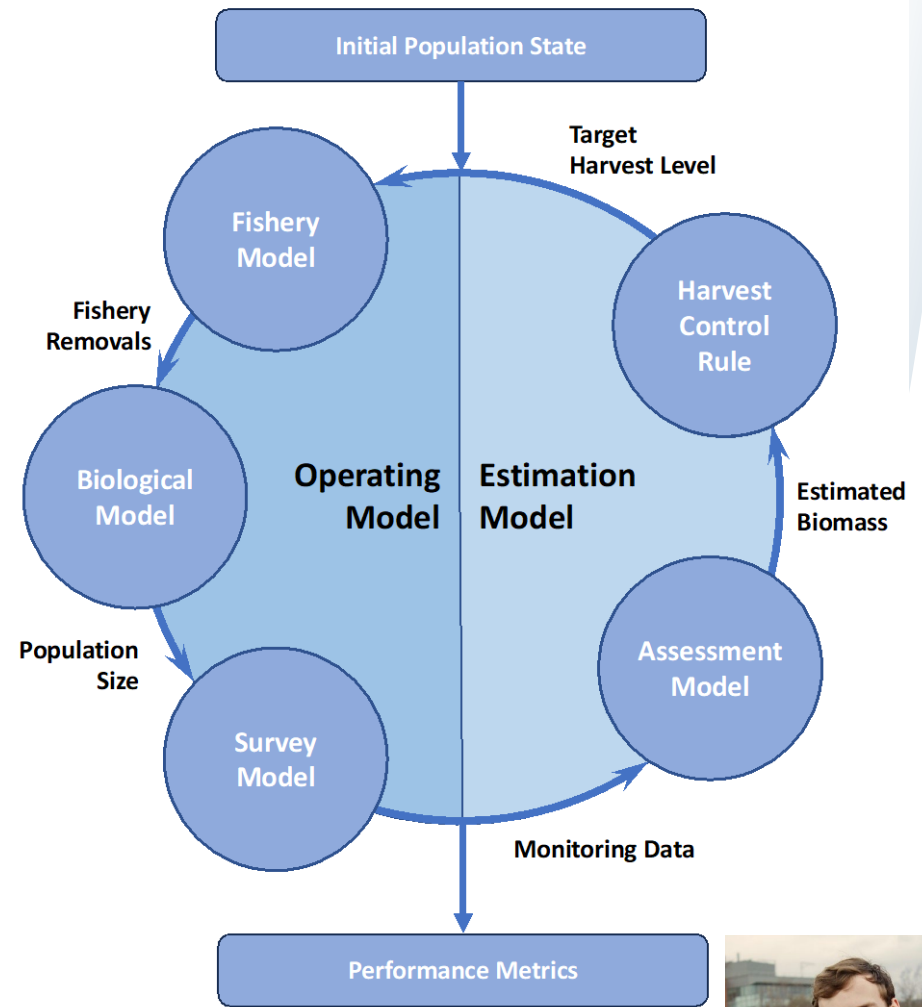 Initial Population State
Target
Harvest Level
Fishery
Model
Harvest
Control
Rule
Fishery
Removals
Operating
Model
Estimation
Model
Biological
Model
Estimated
Biomass
Population
Size
Assessment
Model
Survey
Model
Monitoring Data
Performance Metrics